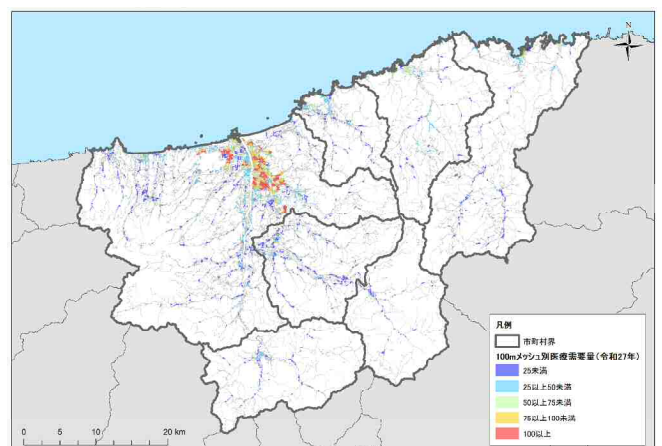 N
凡例
市町村界
100mメッシュ別医療需要量(令和27年)
25未満
25以上50未満
50以上75未満
75以上100未満
100以上
0 5 10 20 km